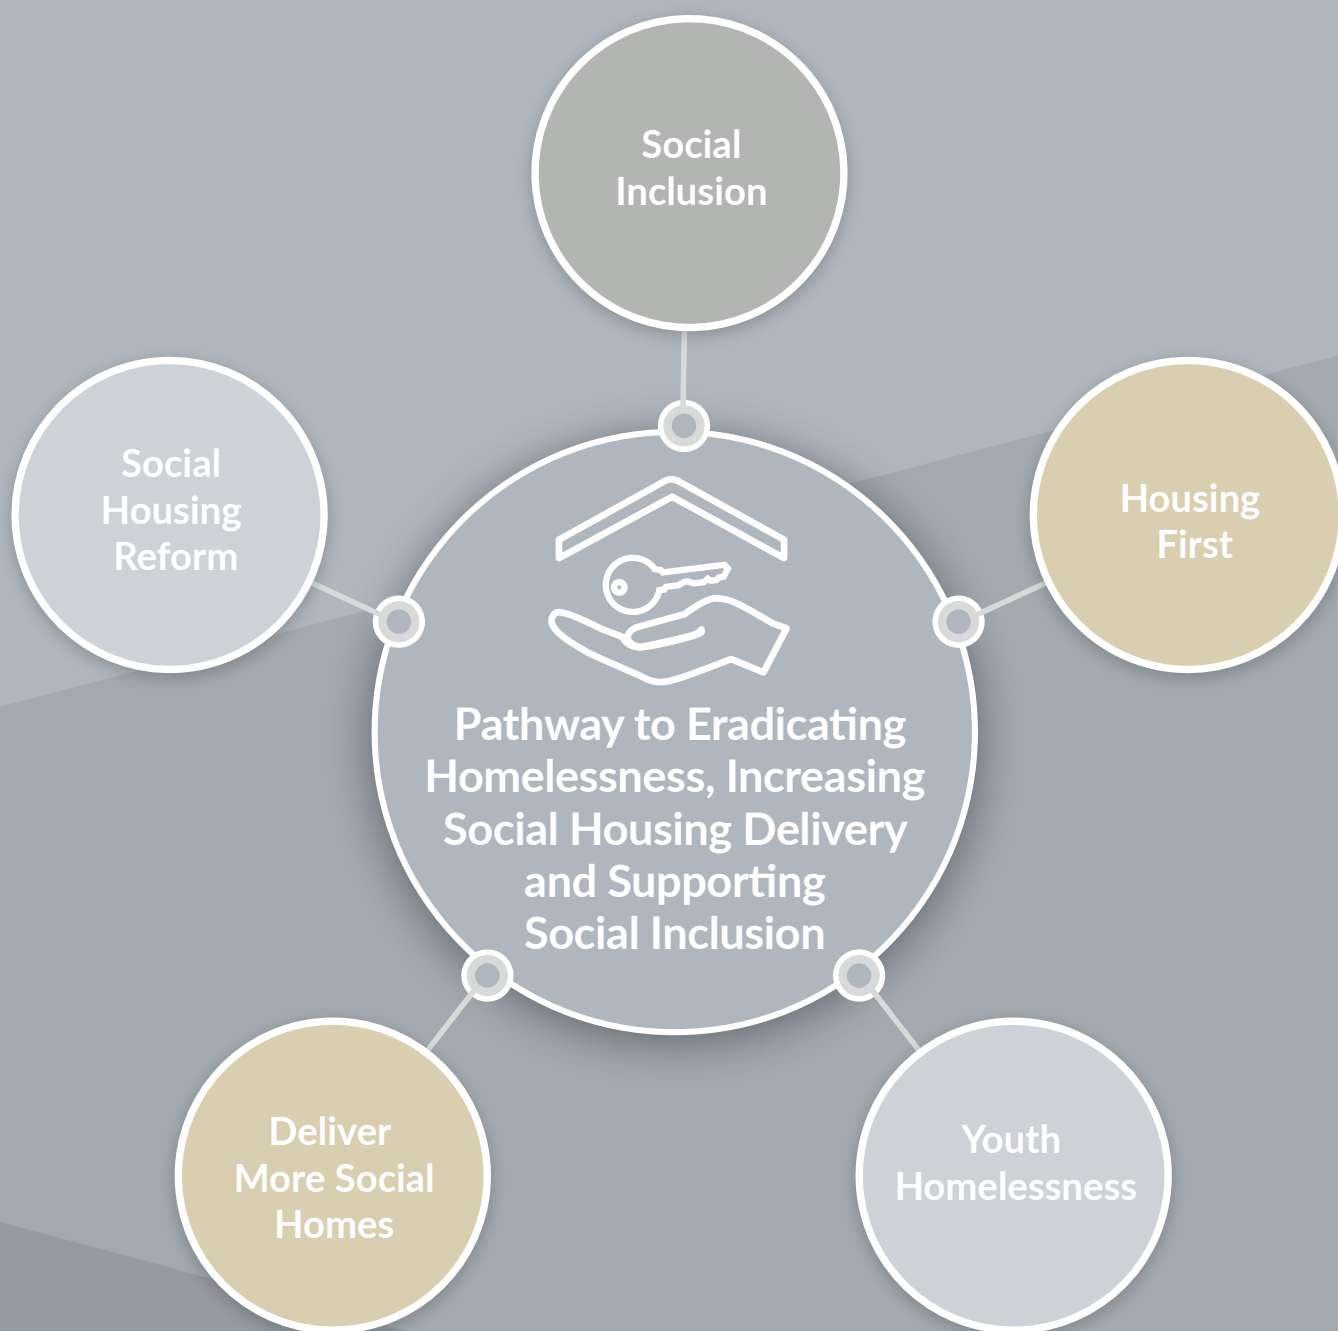 Social
Inclusion
Social
Housing
Reform
Housing
First
Pathway to Eradicating
Homelessness, Increasing
Social Housing Delivery
and Supporting
Social Inclusion
Deliver
More Social
Homes
Youth
Homelessness